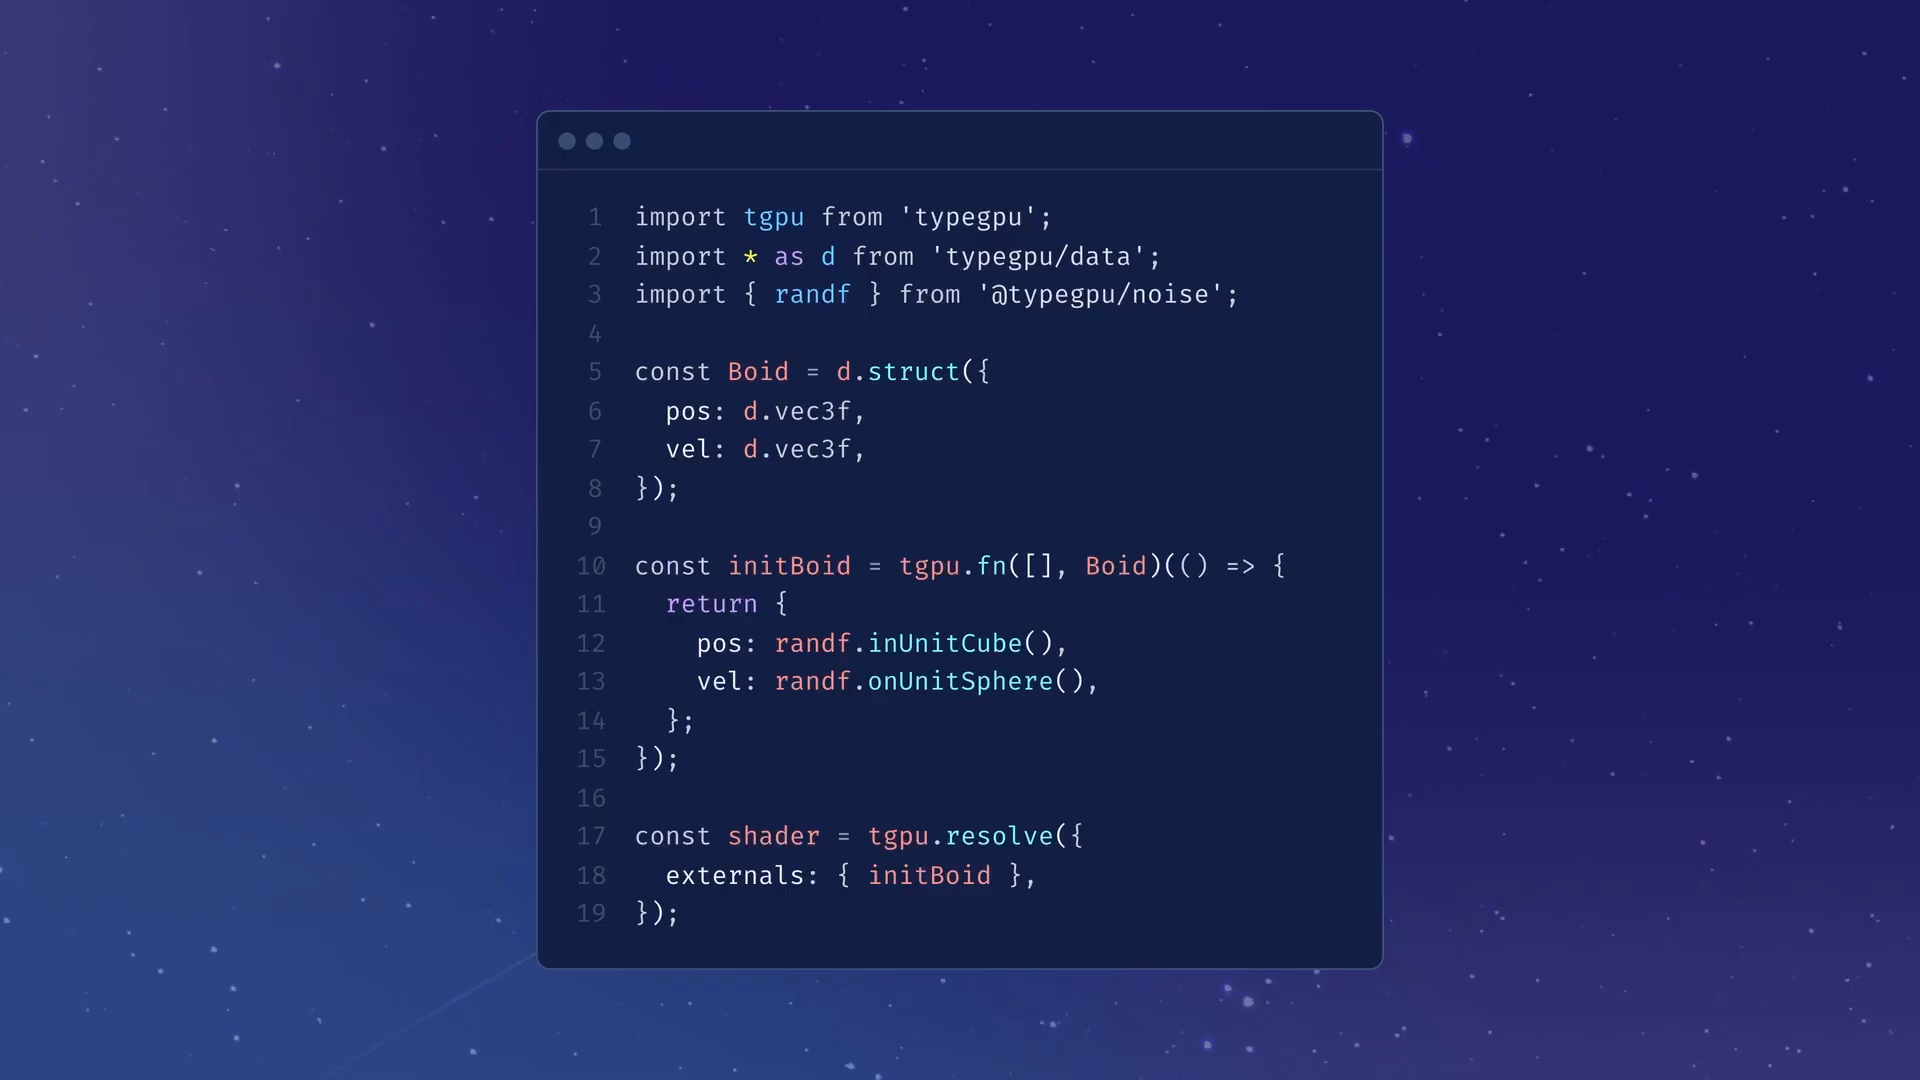 1 import tgpu from 'typegpu';
2 import * as d from 'typegpu/data';
3 import { randf } from '@typegpu/noise';
4
5 const Boid = d.struct({
6   pos: d.vec3f,
7   vel: d.vec3f,
8 });
9
10 const initBoid = tgpu.fn([], Boid)(() => {
11   return {
12     pos: randf.inUnitCube(),
13     vel: randf.onUnitSphere(),
14   };
15 });
16
17 const shader = tgpu.resolve({
18   externals: { initBoid },
19 });